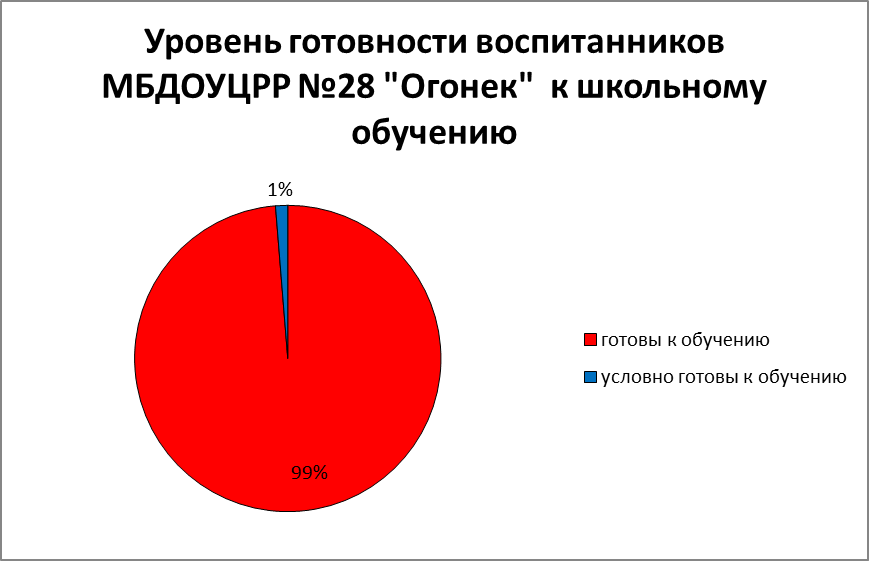 Уровень готовности воспитанников
МБДОУЦРР №28 "Огонек" к школьному
обучению
1%
готовы к обучению
условно готовы к обучению
99%